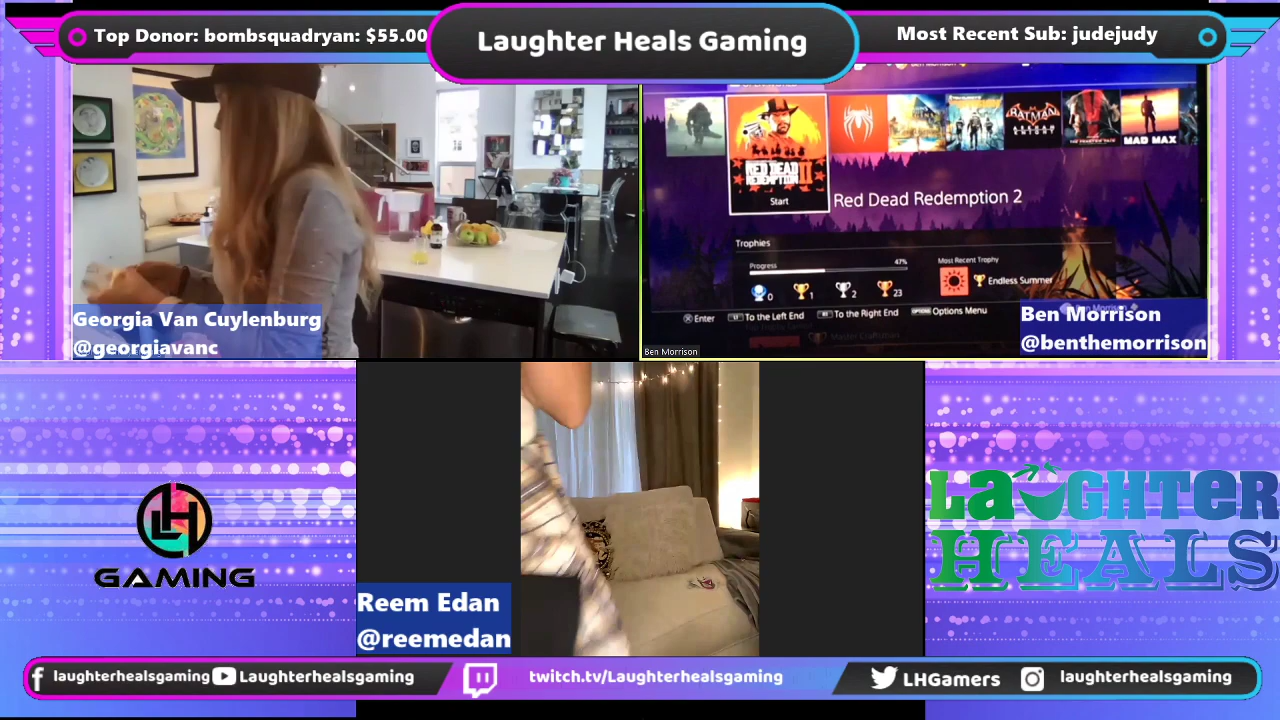 Top Donor: bombsquadryan: $55.00
Laughter Heals Gaming
Most Recent Sub: judejudy
RED DEAD
REDEMPTION II
Start
Red Dead Redemption 2
BATMAN
MAD MAX
Trophies
Progress
47%
0
1
2
23
Most Recent Trophy
Endless Summer
Enter
To the Left End
To the Right End
OPTIONS Options Menu
Ben Morrison
Georgia Van Cuylenburg
@georgiavanc
Ben Morrison
@benthemorrison
LH
GAMING
LaUGHTeR
HEALS
Reem Edan
@reemedan
laughterhealsgaming
Laughterhealsgaming
twitch.tv/Laughterhealsgaming
LHGamers
laughterhealsgaming